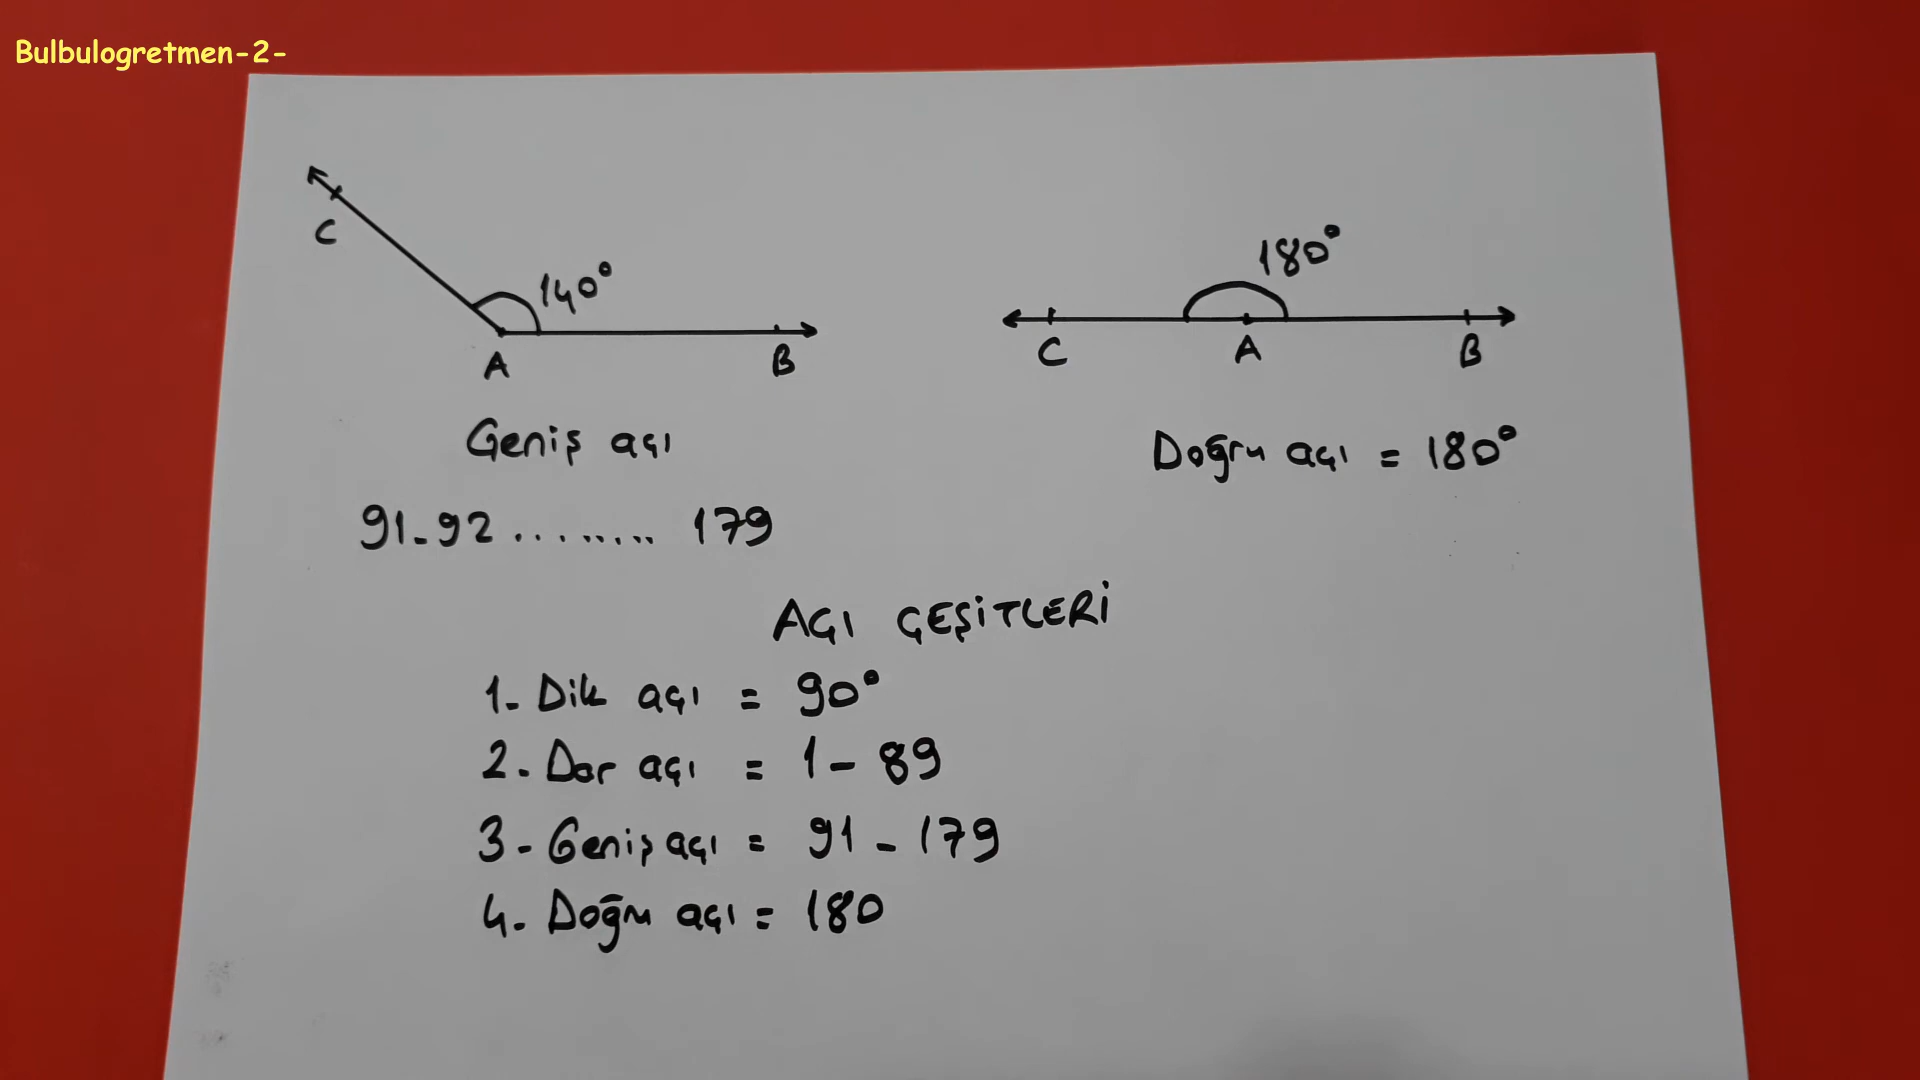 Bulbulogretmen-2-
C
140°
A
B
180°
C
A
B
Geniş açı
Doğru açı = 180°
91-92........ 179
AÇI ÇEŞİTLERİ
1- Dik açı = 90°
2- Dar açı = 1-89
3- Geniş açı = 91-179
4. Doğru açı = 180